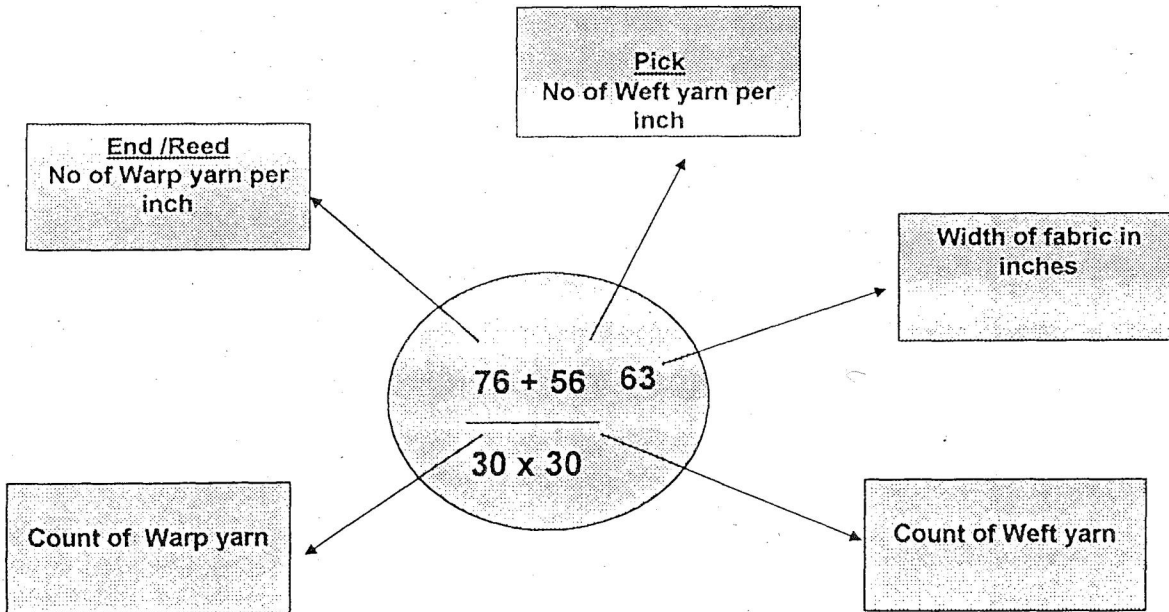 Pick
No of Weft yarn per
inch
End /Reed
No of Warp yarn per
inch
Width of fabric in
inches
76 + 56 63
30 x 30
Count of Warp yarn
Count of Weft yarn